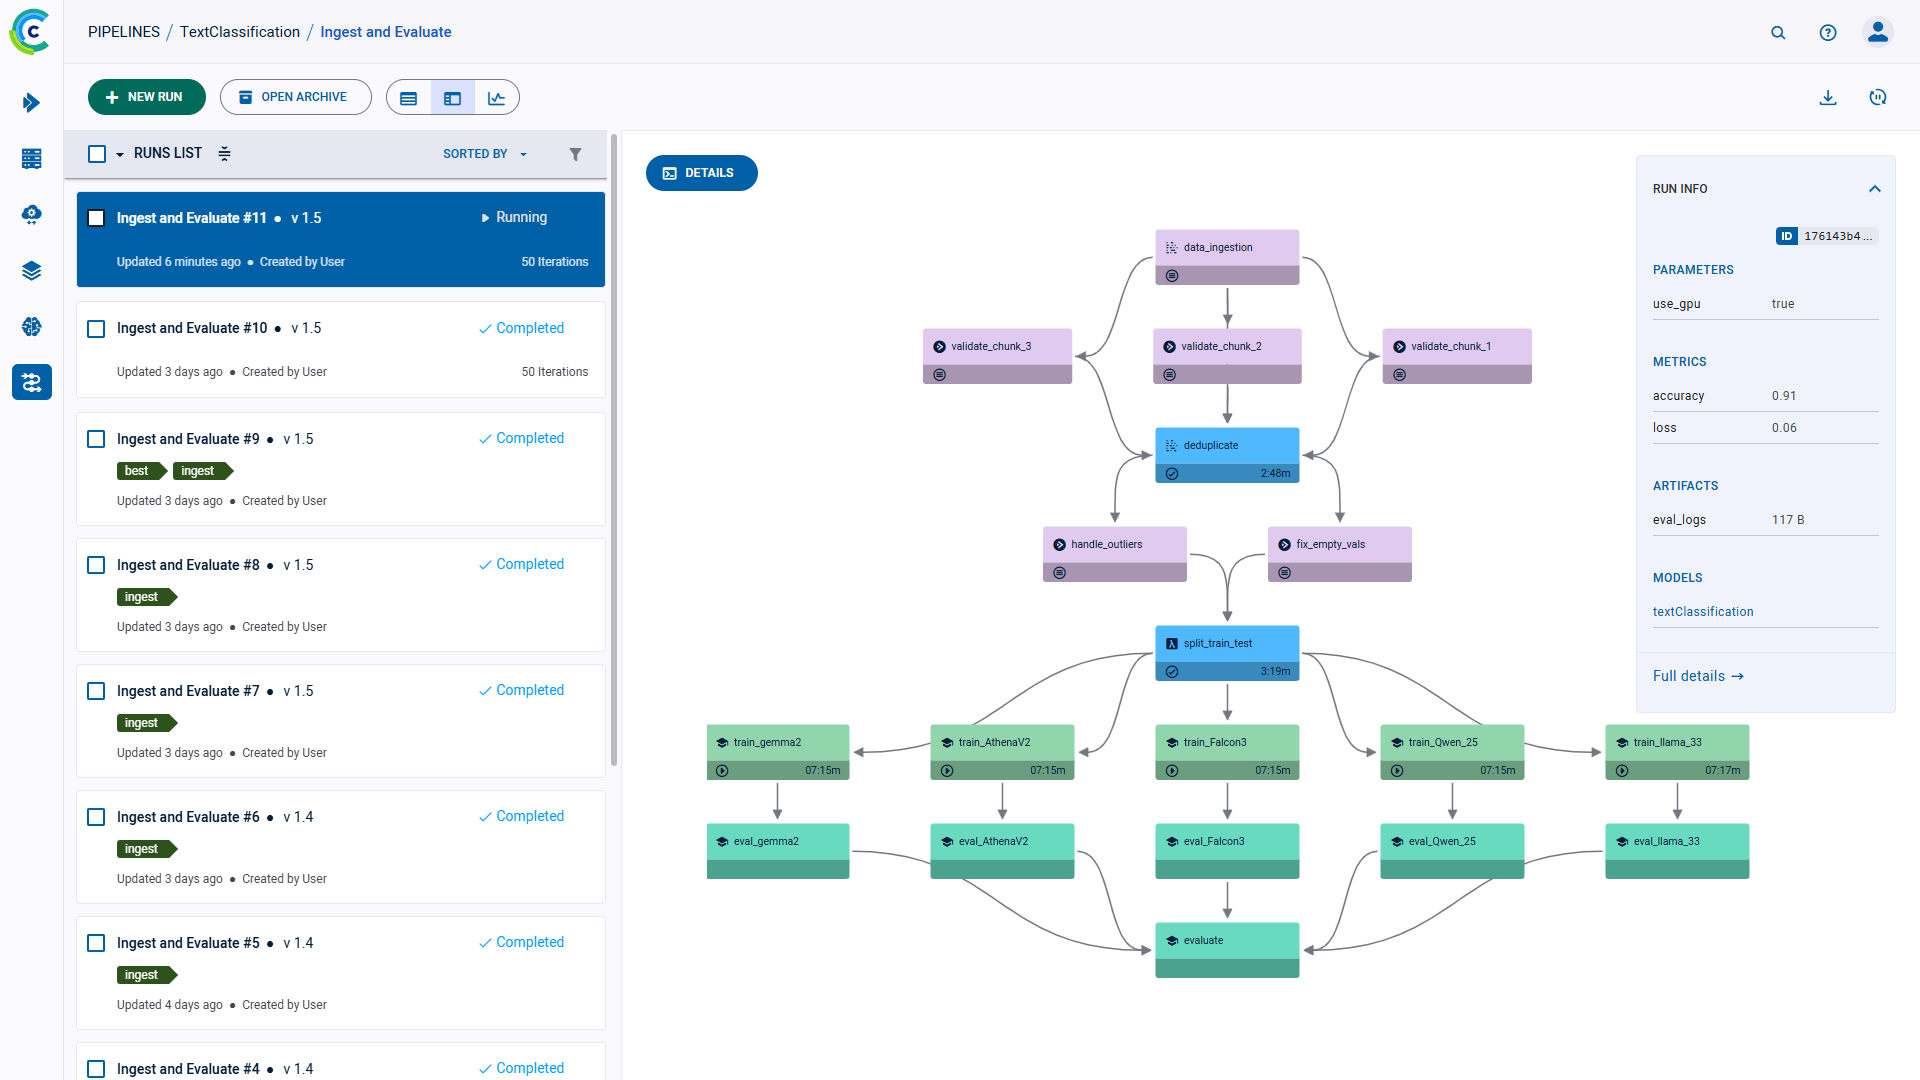 PIPELINES / TextClassification / Ingest and Evaluate
NEW RUN
OPEN ARCHIVE
RUNS LIST
SORTED BY
Ingest and Evaluate #11 • v 1.5
Running
Updated 6 minutes ago • Created by User
50 Iterations
Ingest and Evaluate #10 • v 1.5
Completed
Updated 3 days ago • Created by User
50 Iterations
Ingest and Evaluate #9 • v 1.5
Completed
best
ingest
Updated 3 days ago • Created by User
Ingest and Evaluate #8 • v 1.5
Completed
ingest
Updated 3 days ago • Created by User
Ingest and Evaluate #7 • v 1.5
Completed
ingest
Updated 3 days ago • Created by User
Ingest and Evaluate #6 • v 1.4
Completed
ingest
Updated 3 days ago • Created by User
Ingest and Evaluate #5 • v 1.4
Completed
ingest
Updated 4 days ago • Created by User
Ingest and Evaluate #4 • v 1.4
Completed
DETAILS
data_ingestion
validate_chunk_3
validate_chunk_2
validate_chunk_1
deduplicate
2:48m
handle_outliers
fix_empty_vals
split_train_test
3:19m
train_gemma2
07:15m
train_AthenaV2
07:15m
train_Falcon3
07:15m
train_Qwen_25
07:15m
train_llama_33
07:17m
eval_gemma2
eval_AthenaV2
eval_Falcon3
eval_Qwen_25
eval_llama_33
evaluate
RUN INFO
ID 176143b4 ...
PARAMETERS
use_gpu true
METRICS
accuracy 0.91
loss 0.06
ARTIFACTS
eval_logs 117 B
MODELS
textClassification
Full details →